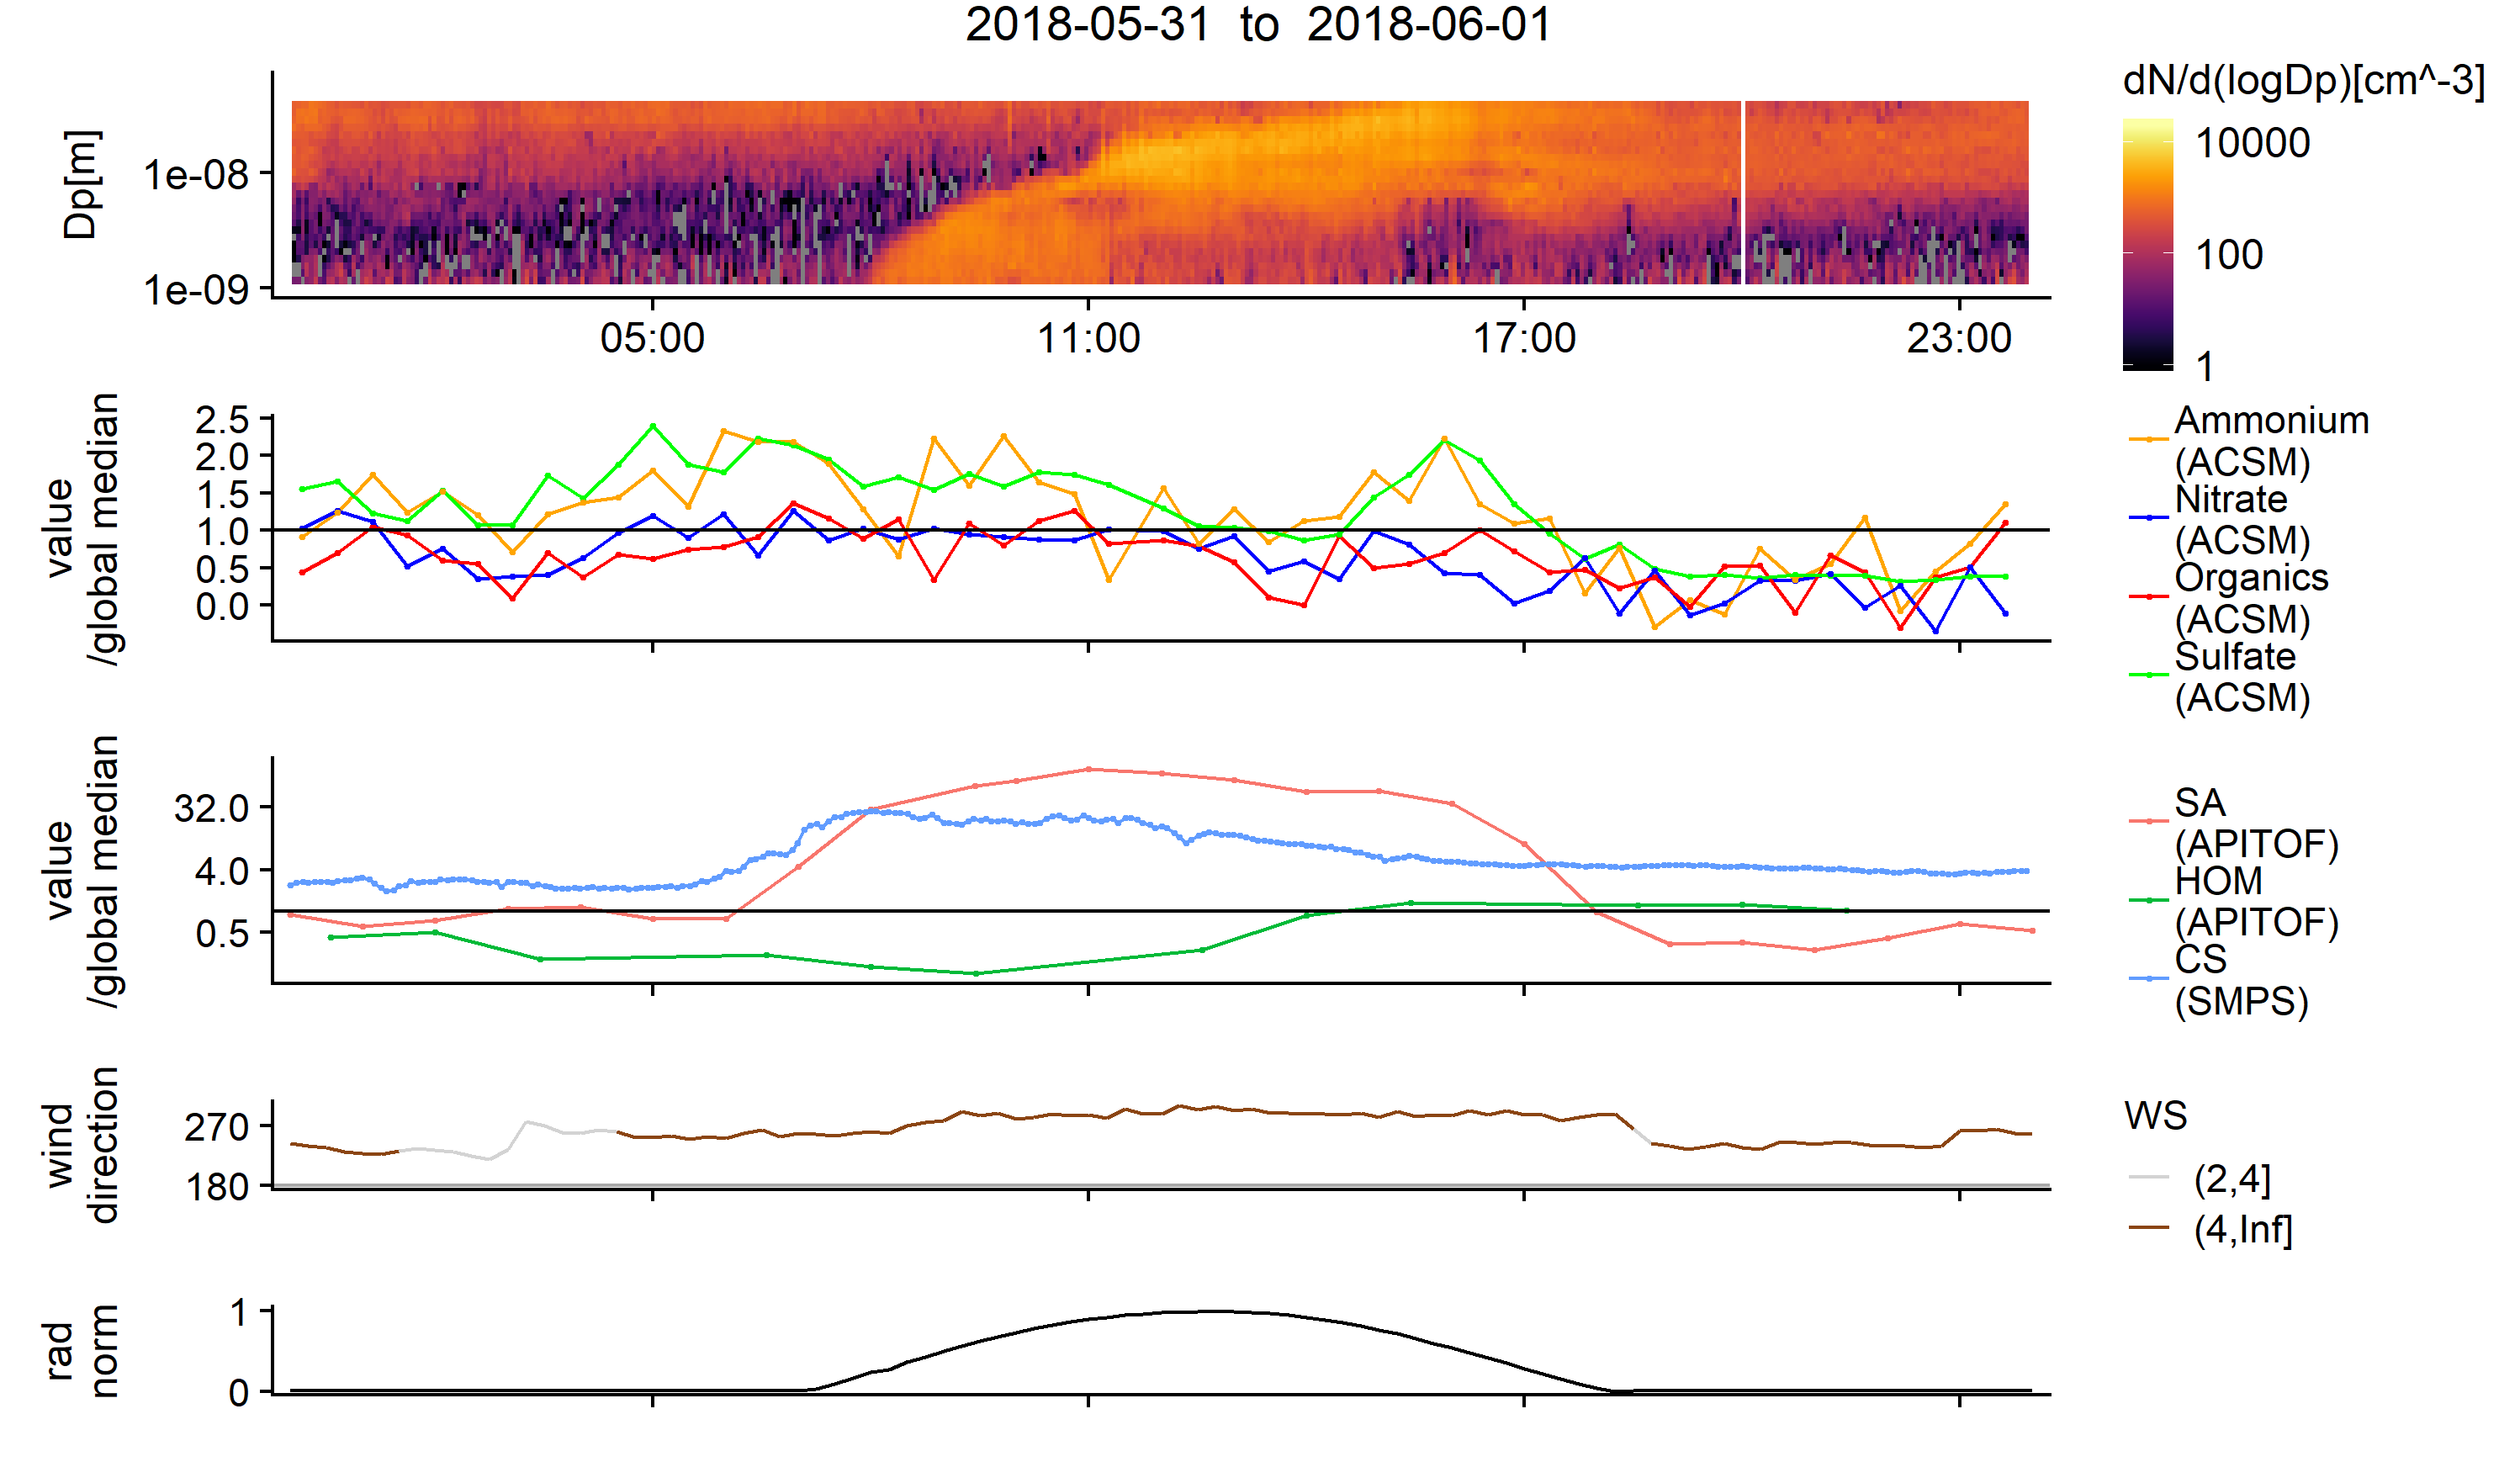 2018-05-31 to 2018-06-01
Dp[m]
1e-08
1e-09
05:00
11:00
17:00
23:00
dN/d(logDp)[cm^-3]
10000
100
1
value
/global median
2.5
2.0
1.5
1.0
0.5
0.0
Ammonium
(ACSM)
Nitrate
(ACSM)
Organics
(ACSM)
Sulfate
(ACSM)
value
/global median
32.0
4.0
0.5
SA
(APITOF)
HOM
(APITOF)
CS
(SMPS)
wind
direction
270
180
WS
(2,4]
(4,Inf]
rad
norm
1
0